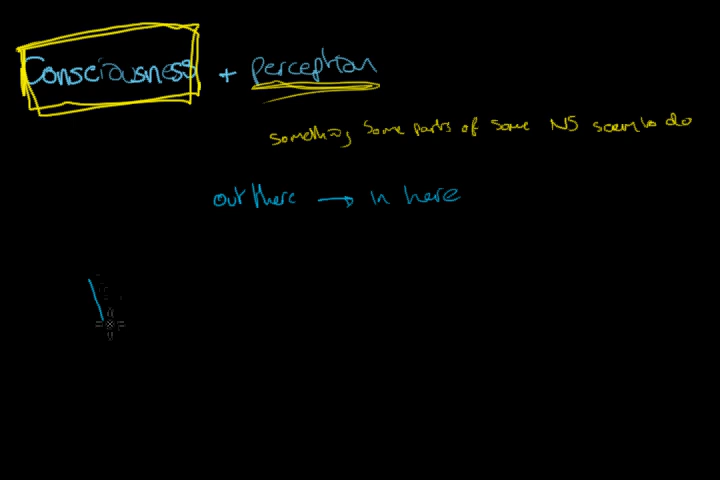 Consciousness + perception
something some parts of some NS seem to do
out there → in here